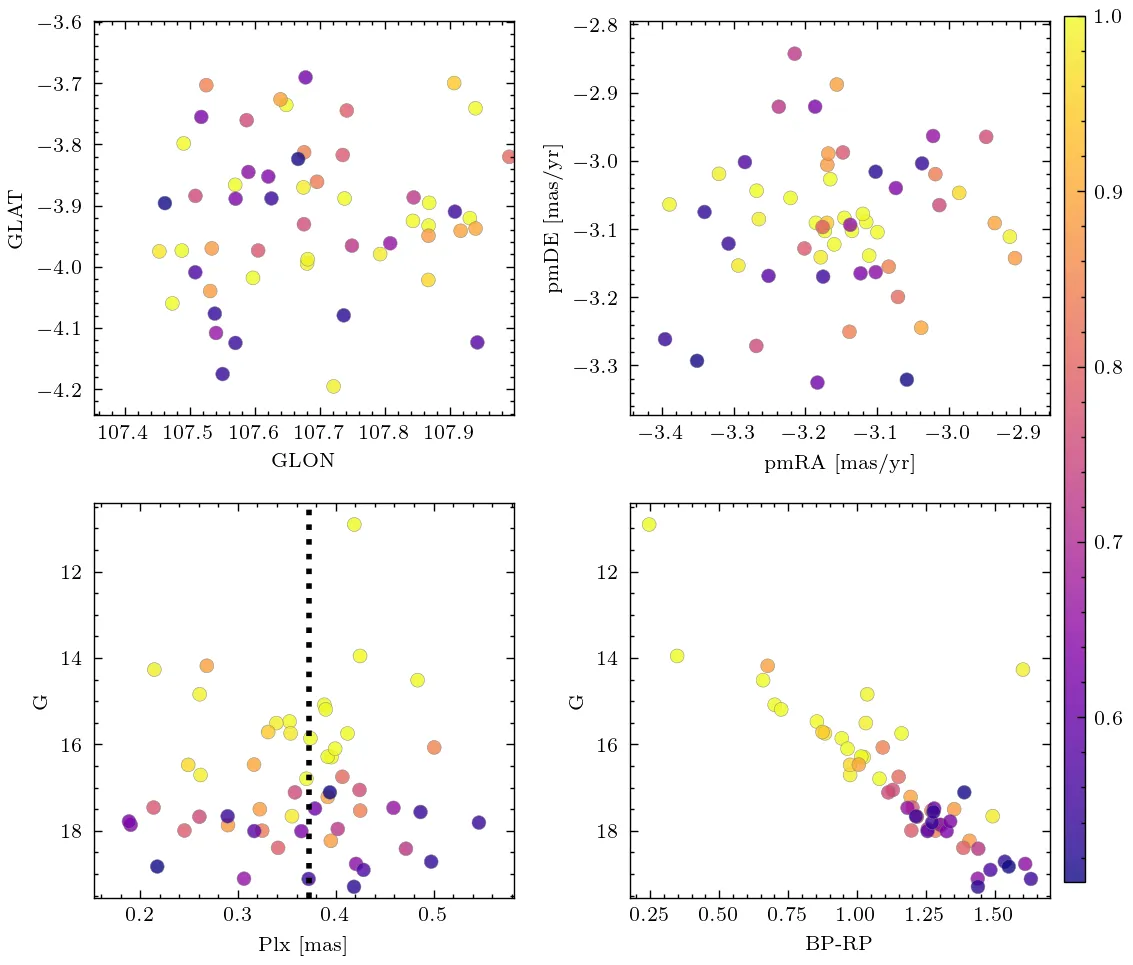 −3.6
−3.7
−3.8
−3.9
−4.0
−4.1
−4.2
GLAT
107.4 107.5 107.6 107.7 107.8 107.9
GLON
−2.8
−2.9
−3.0
−3.1
−3.2
−3.3
pmDE [mas/yr]
−3.4 −3.3 −3.2 −3.1 −3.0 −2.9
pmRA [mas/yr]
12
14
16
18
G
0.2 0.3 0.4 0.5
Plx [mas]
12
14
16
18
G
0.25 0.50 0.75 1.00 1.25 1.50
BP-RP
1.0
0.9
0.8
0.7
0.6